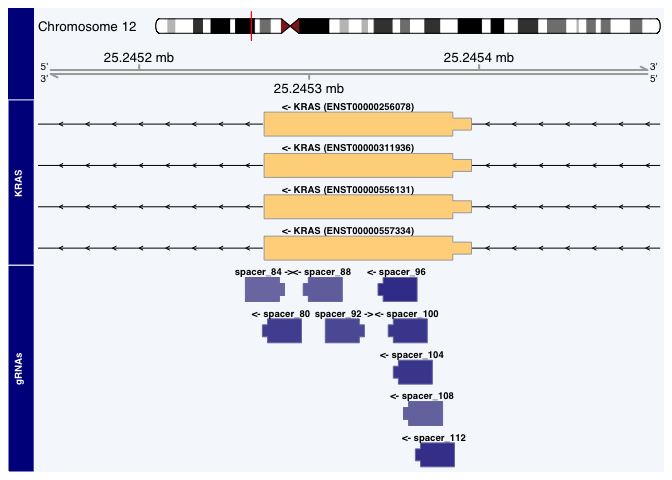 Chromosome 12
25.2452 mb
25.2454 mb
5'
3'
3'
5'
25.2453 mb
KRAS
<- KRAS (ENST00000256078)
<- KRAS (ENST00000311936)
<- KRAS (ENST00000556131)
<- KRAS (ENST00000557334)
gRNAs
spacer_84 -><- spacer_88
<- spacer_96
<- spacer_80
spacer_92 -><- spacer_100
<- spacer_104
<- spacer_108
<- spacer_112